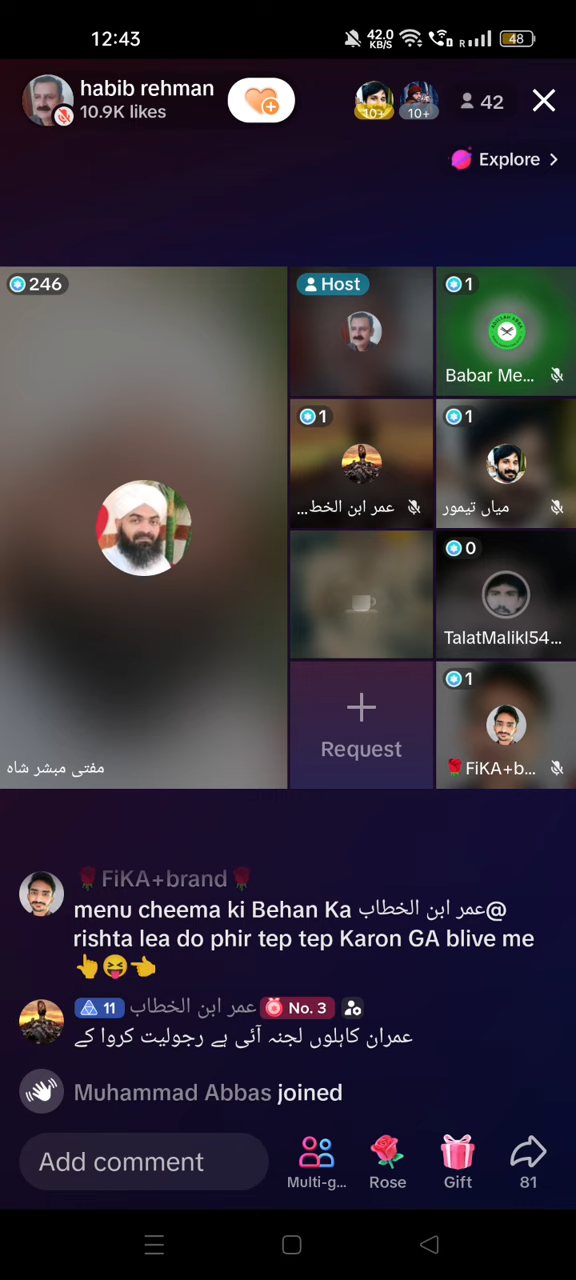 12:43
42.0 KB/S
R
48
habib rehman
10.9K likes
10+
10+
42
Explore
246
Host
1
Babar Me...
1
عمر ابن الخط...
1
میاں تیمور
0
TalatMalikl54...
Request
1
🌹FiKA+b...
مفتی مبشر شاہ
🌹FiKA+brand🌹
menu cheema ki Behan Ka عمر ابن الخطاب@
rishta lea do phir tep tep Karon GA blive me
👆😝👈
11 عمر ابن الخطاب No. 3
عمران کاہلوں لجنہ آئی ہے رجولیت کروا کے
Muhammad Abbas joined
Add comment
Multi-g...
Rose
Gift
81